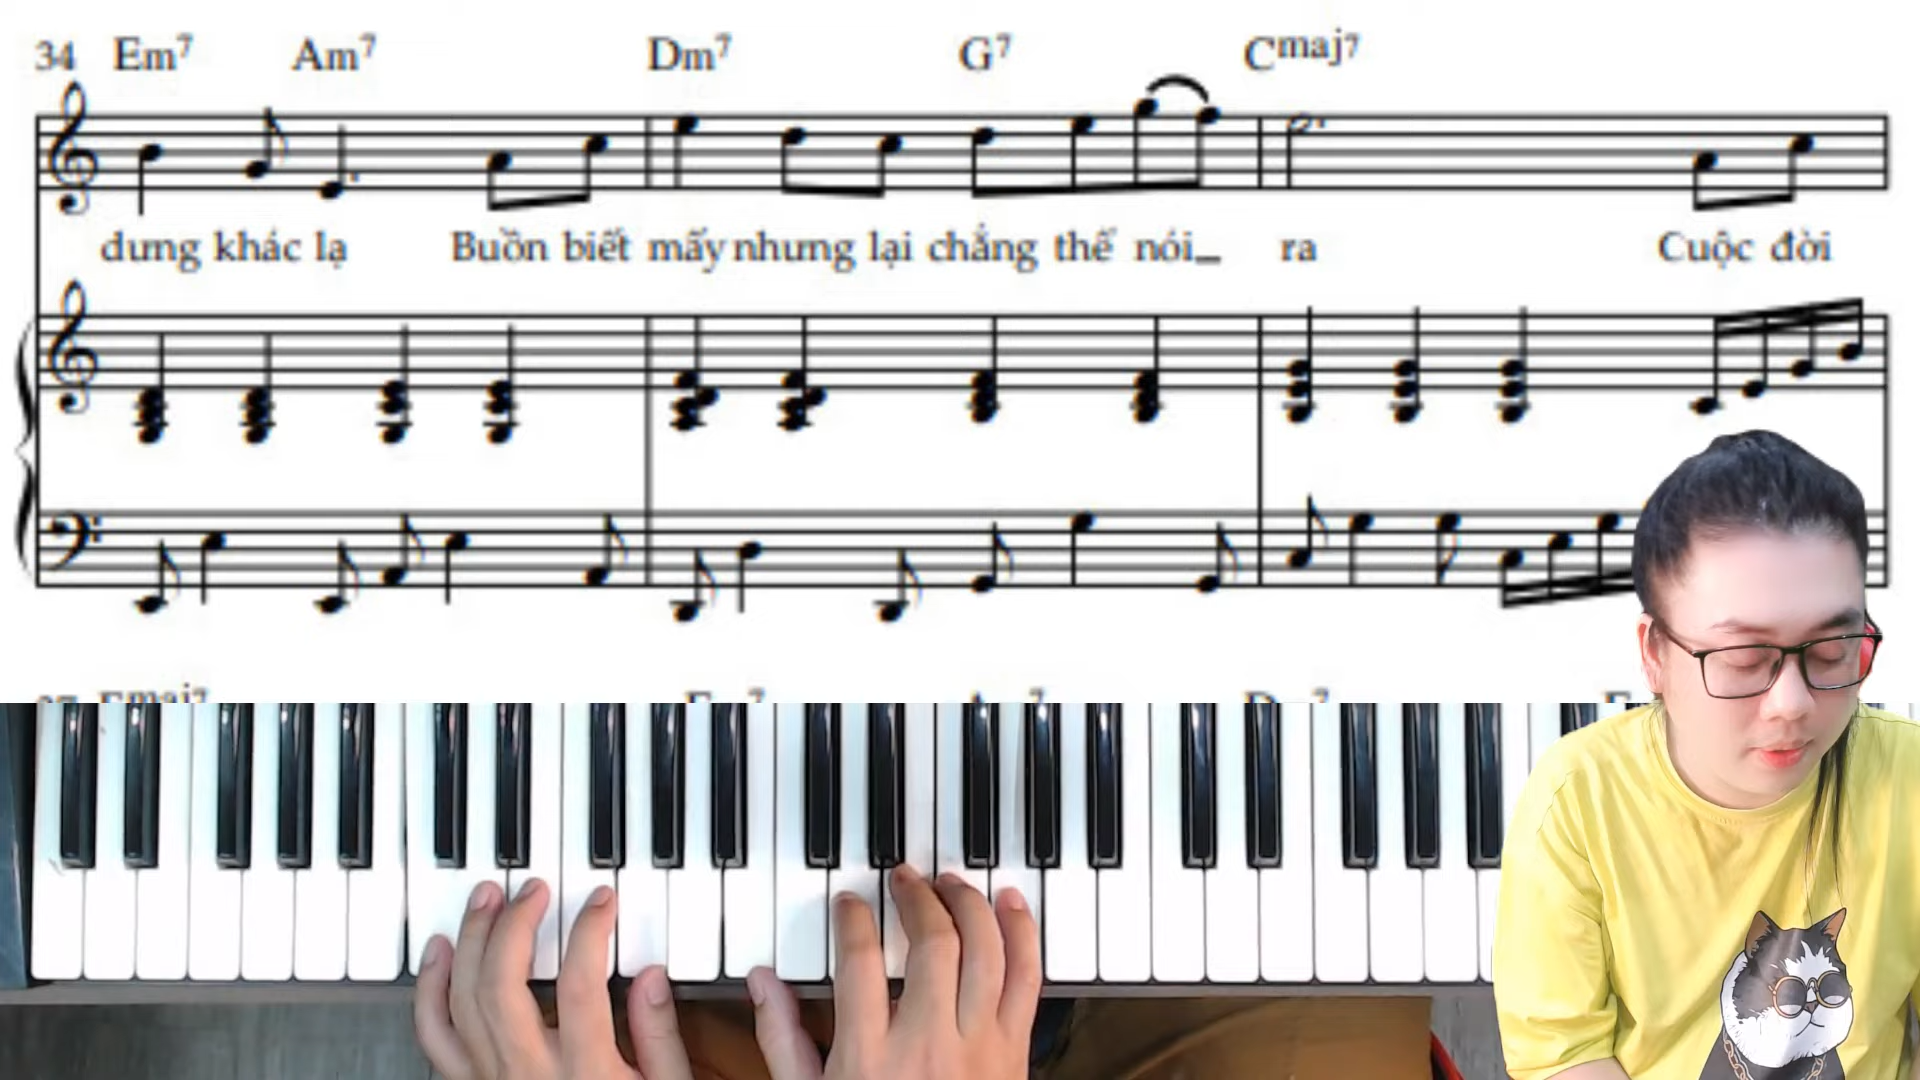 34 Em7 Am7 Dm7 G7 Cmaj7
dưng khác lạ Buồn biết mấy nhưng lại chẳng thể nói_ ra Cuộc đời